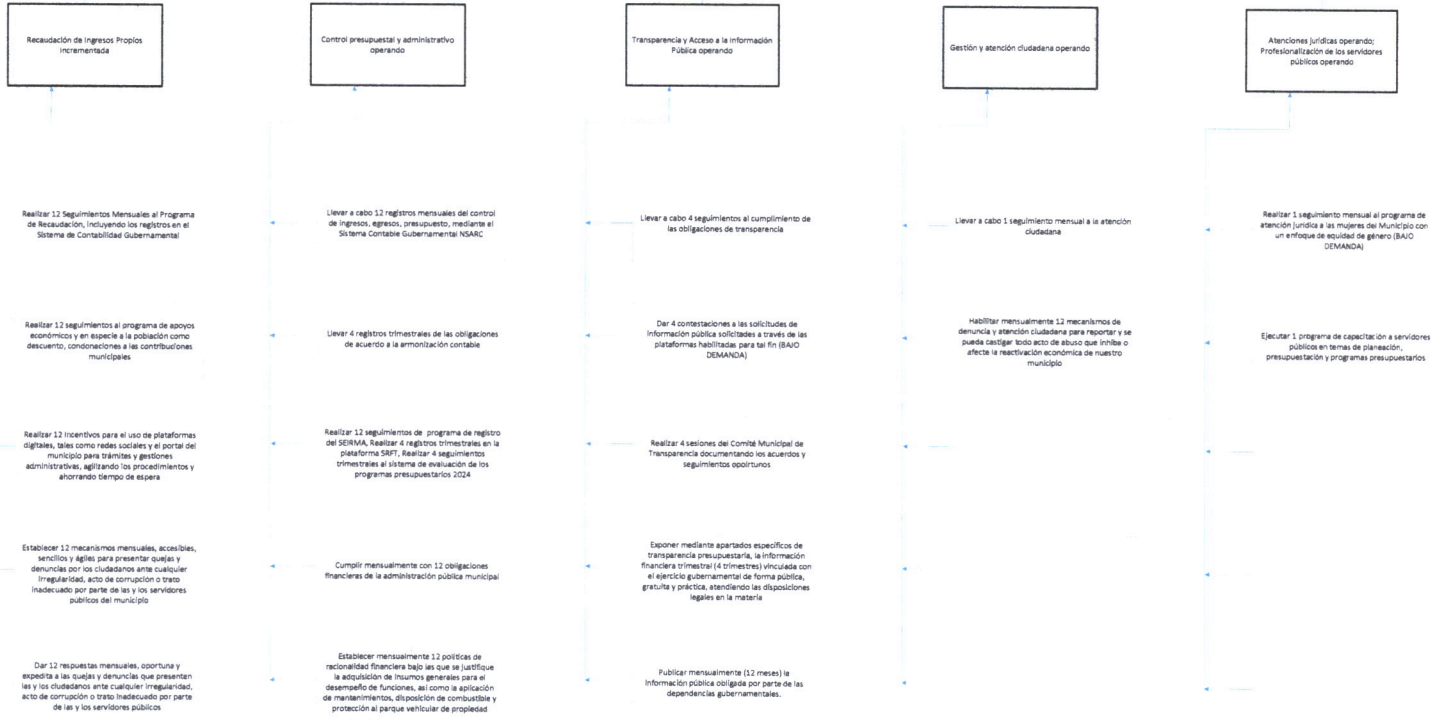 Recaudación de Ingresos Propios
Incrementada
Control presupuestal y administrativo
operando
Transparencia y Acceso a la Información
Pública operando
Gestión y atención ciudadana operando
Atenciones jurídicas operando;
Profesionalización de los servidores
públicos operando
Realizar 12 Seguimientos Mensuales al Programa
de Recaudación, incluyendo los registros en el
Sistema de Contabilidad Gubernamental
Llevar a cabo 12 registros mensuales del control
de ingresos, egresos, presupuesto, mediante el
Sistema Contable Gubernamental NSARC
Llevar a cabo 4 seguimientos al cumplimiento de
las obligaciones de transparencia
Llevar a cabo 1 seguimiento mensual a la atención
ciudadana
Realizar 1 seguimiento mensual al programa de
atención jurídica a las mujeres del Municipio con
un enfoque de equidad de género (BAJO
DEMANDA)
Realizar 12 seguimientos al programa de apoyos
económicos y en especie a la población como
descuento, condonaciones a las contribuciones
municipales
Llevar 4 registros trimestrales de las obligaciones
de acuerdo a la armonización contable
Dar 4 contestaciones a las solicitudes de
información pública solicitades a través de las
plataformas habilitadas para tal fin (BAJO
DEMANDA)
Habilitar mensualmente 12 mecanismos de
denuncia y atención ciudadana para reportar y se
pueda castigar todo acto de abuso que inhiba o
afecte la reactivación económica de nuestro
municipio
Ejecutar 1 programa de capacitación a servidores
públicos en temas de planeación,
presupuestación y programas presupuestarios
Realizar 12 Incentivos para el uso de plataformas
digitales, tales como redes sociales y el portal del
municipio para trámites y gestiones
administrativas, agilizando los procedimientos y
ahorrando tiempo de espera
Realizar 12 seguimientos de programa de registro
del SEIRMA, Realizar 4 registros trimestrales en la
plataforma SRFT, Realizar 4 seguimientos
trimestrales al sistema de evaluación de los
programas presupuestarios 2024
Realizar 4 sesiones del Comité Municipal de
Transparencia documentando los acuerdos y
seguimientos opoirtunos
Establecer 12 mecanismos mensuales, accesibles,
sencillos y ágiles para presentar quejas y
denuncias por los ciudadanos ante cualquier
irregularidad, acto de corrupción o trato
inadecuado por parte de las y los servidores
públicos del municipio
Cumplir mensualmente con 12 obligaciones
financieras de la administración pública municipal
Exponer mediante apartados específicos de
transparencia presupuestaria, la información
financiera trimestral (4 trimestres) vinculada con
el ejercicio gubernamental de forma pública,
gratuita y práctica, atendiendo las disposiciones
legales en la materia
Dar 12 respuestas mensuales, oportuna y
expedita a las quejas y denuncias que presentan
las y los ciudadanos ante cualquier irregularidad,
acto de corrupción o trato inadecuado por parte
de las y los servidores públicos
Establecer mensualmente 12 políticas de
racionalidad financiera bajo las que se justifique
la adquisición de insumos generales para el
desempeño de funciones, así como la aplicación
de mantenimientos, disposición de combustible y
protección al parque vehicular de propiedad
Publicar mensualmente (12 meses) la
información pública obligada por parte de las
dependencias gubernamentales.